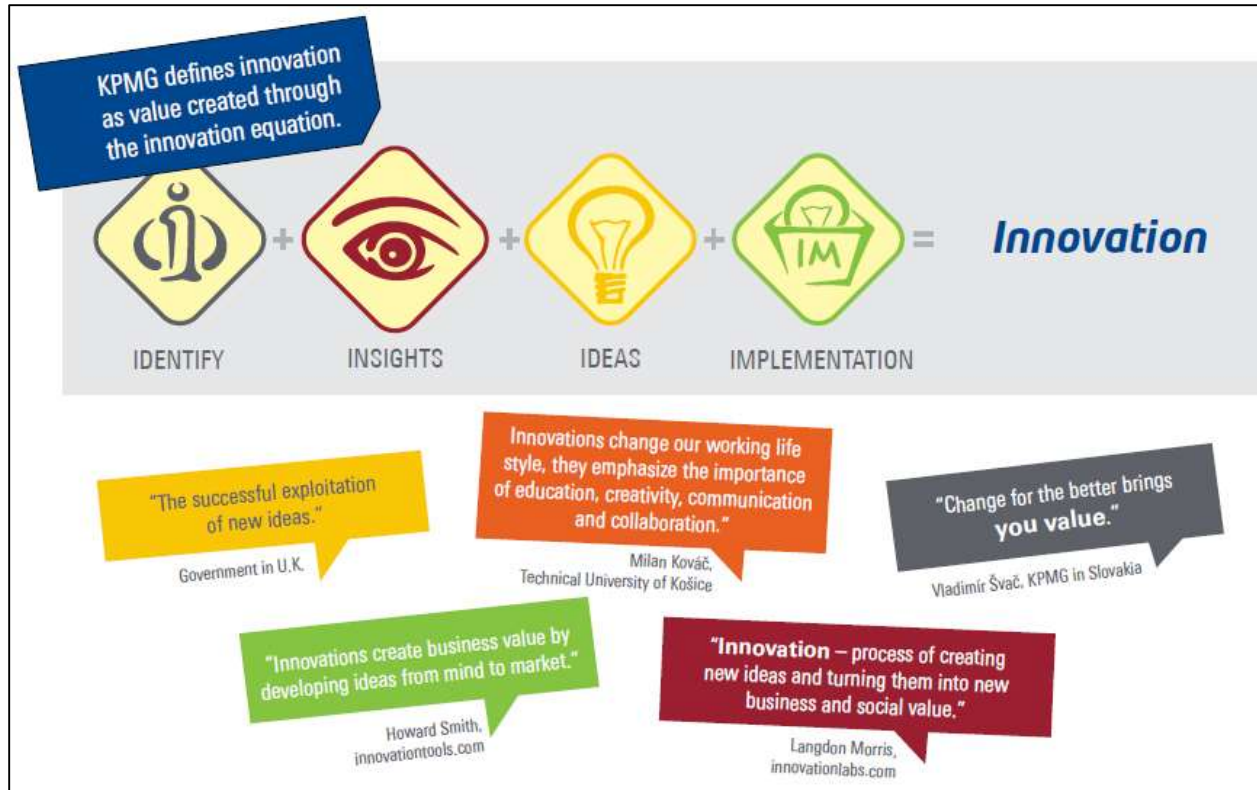 KPMG defines innovation
as value created through
the innovation equation.
+ + + =
IM
Innovation
IDENTIFY
INSIGHTS
IDEAS
IMPLEMENTATION
"The successful exploitation
of new ideas."
Government in U.K.
Innovations change our working life
style, they emphasize the importance
of education, creativity, communication
and collaboration."
Milan Kováč,
Technical University of Košice
"Change for the better brings
you value."
Vladimír Švač, KPMG in Slovakia
"Innovations create business value by
developing ideas from mind to market."
Howard Smith,
innovationtools.com
"Innovation – process of creating
new ideas and turning them into new
business and social value."
Langdon Morris,
innovationlabs.com